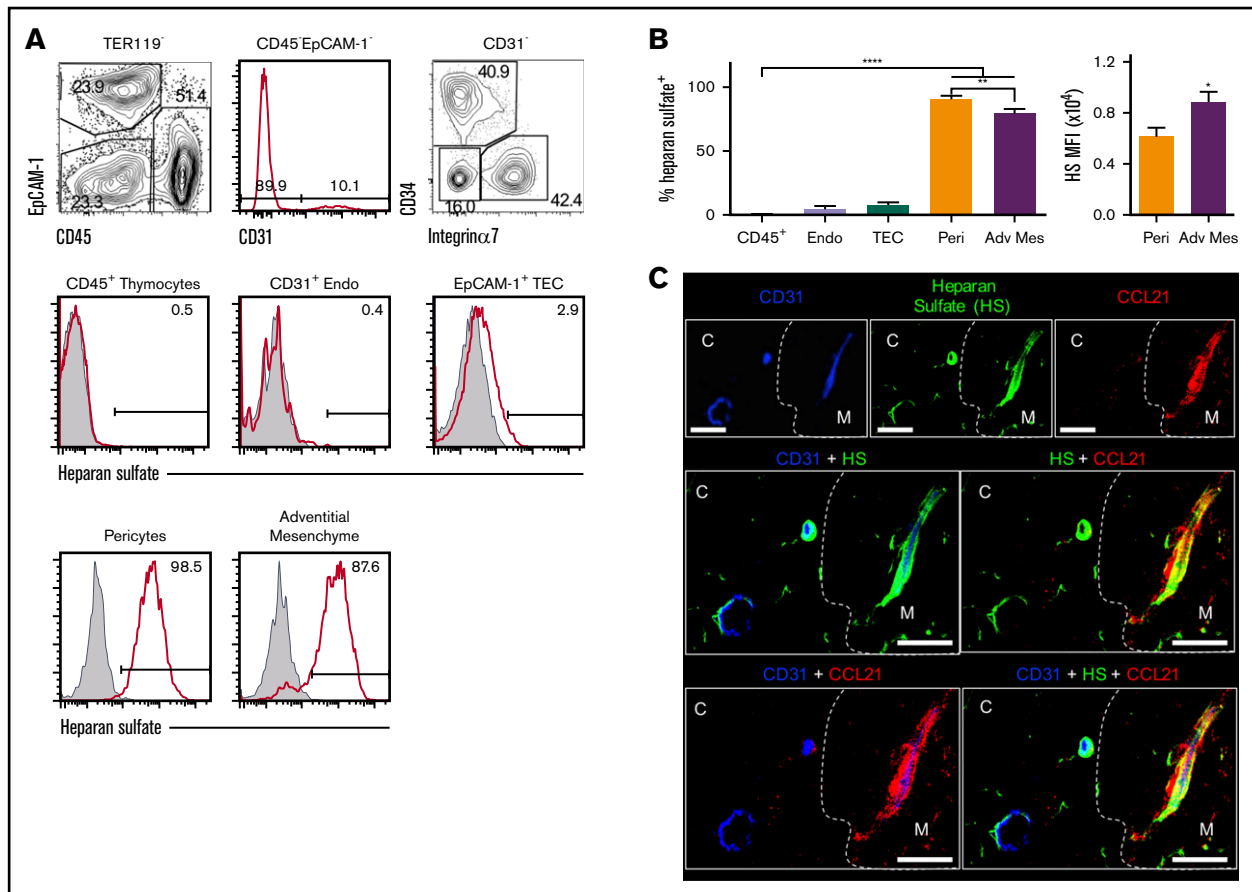 A
TER119-
CD45-EpCAM-1-
CD31-
23.9
51.4
23.3
EpCAM-1
CD45
89.9
10.1
CD31
40.9
16.0
42.4
CD34
Integrinα7
CD45+ Thymocytes
CD31+ Endo
EpCAM-1+ TEC
0.5
0.4
2.9
Heparan sulfate
Pericytes
Adventitial
Mesenchyme
98.5
87.6
Heparan sulfate
B
****
**
% heparan sulfate+
100
50
0
CD45+
Endo
TEC
Peri
Adv Mes
*
HS MFI (x10⁴)
1.2
0.8
0.4
0.0
Peri
Adv Mes
C
CD31
Heparan
Sulfate (HS)
CCL21
C
M
C
M
C
M
CD31 + HS
HS + CCL21
C
M
C
M
CD31 + CCL21
CD31 + HS + CCL21
C
M
C
M